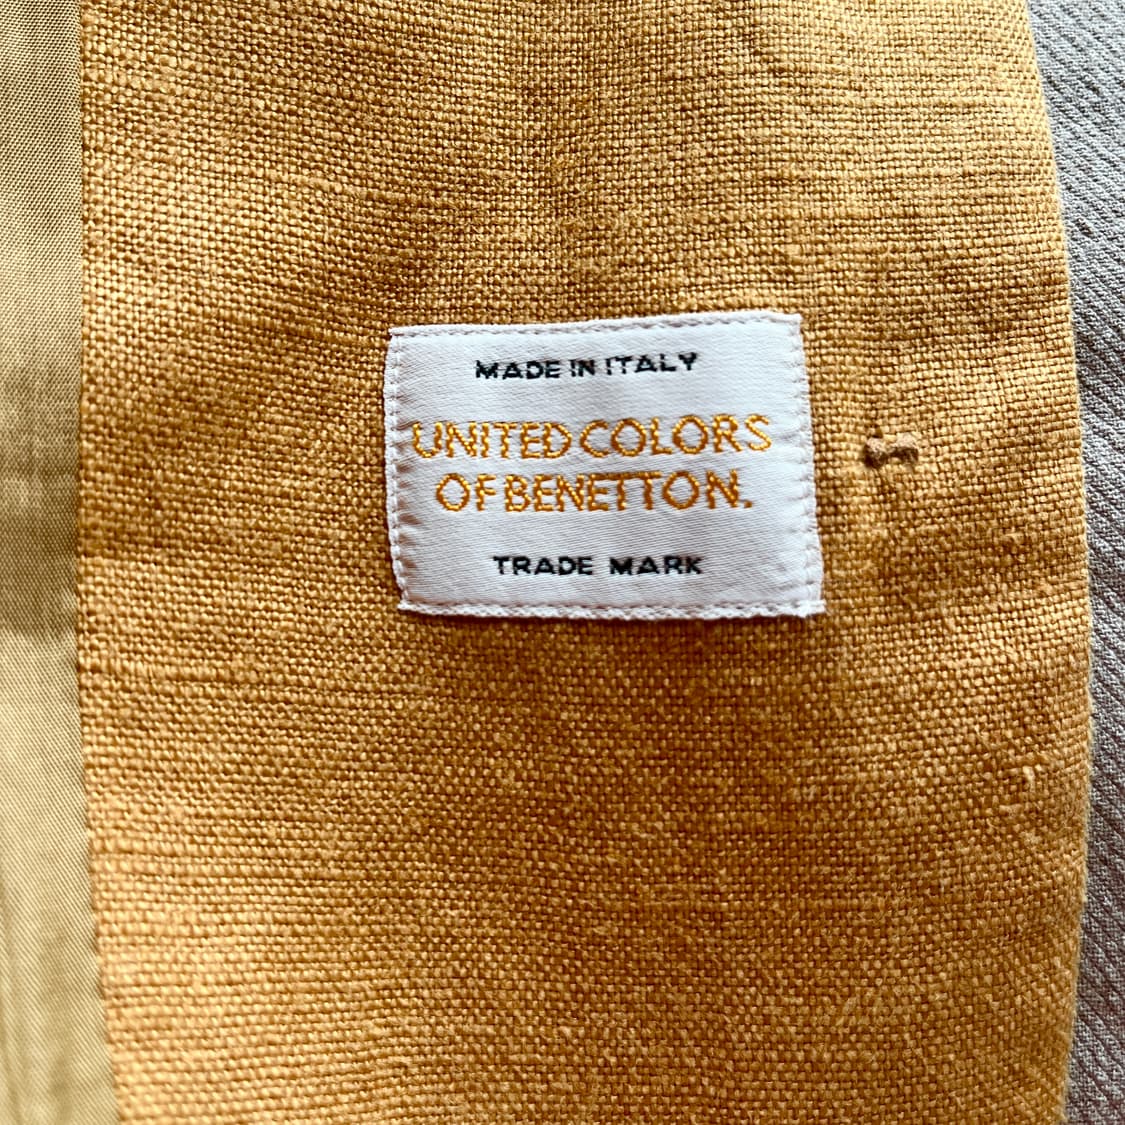 MADE IN ITALY
UNITED COLORS
OF BENETTON.
TRADE MARK